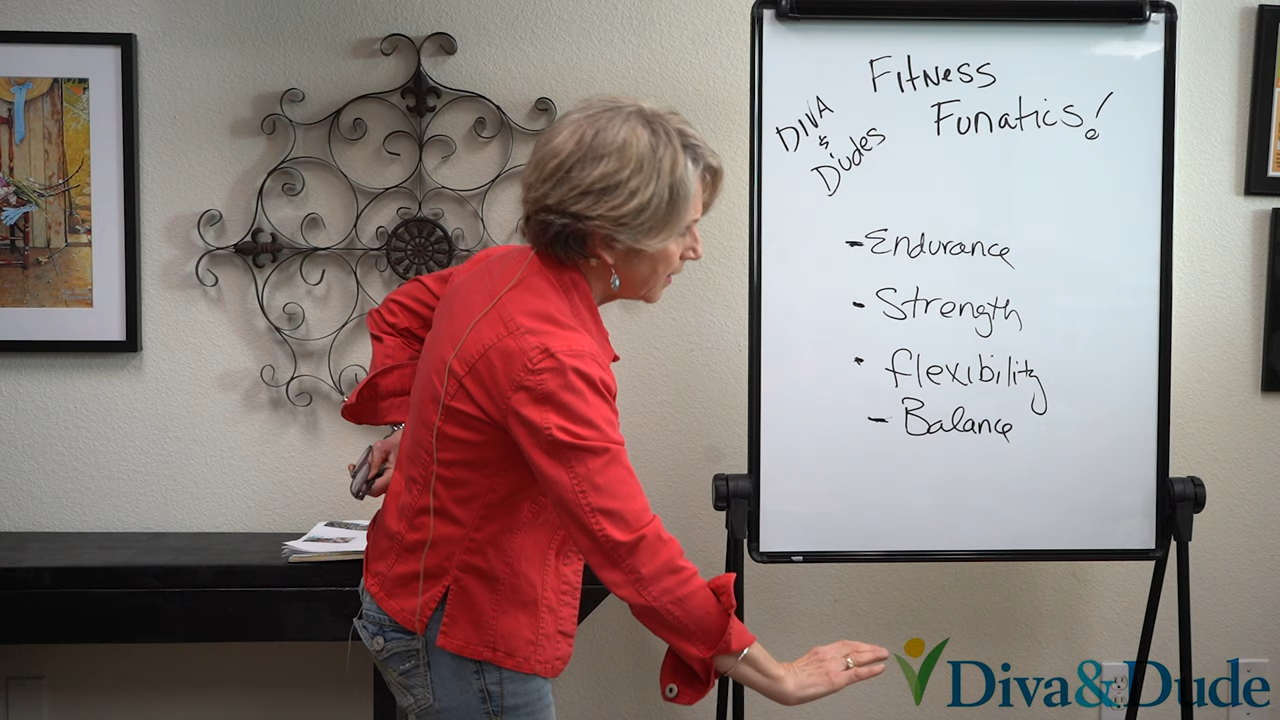 Fitness
Funatics!
DIVA
&
Dudes
-Endurance
- Strength
- flexibility
- Balance
Diva&Dude